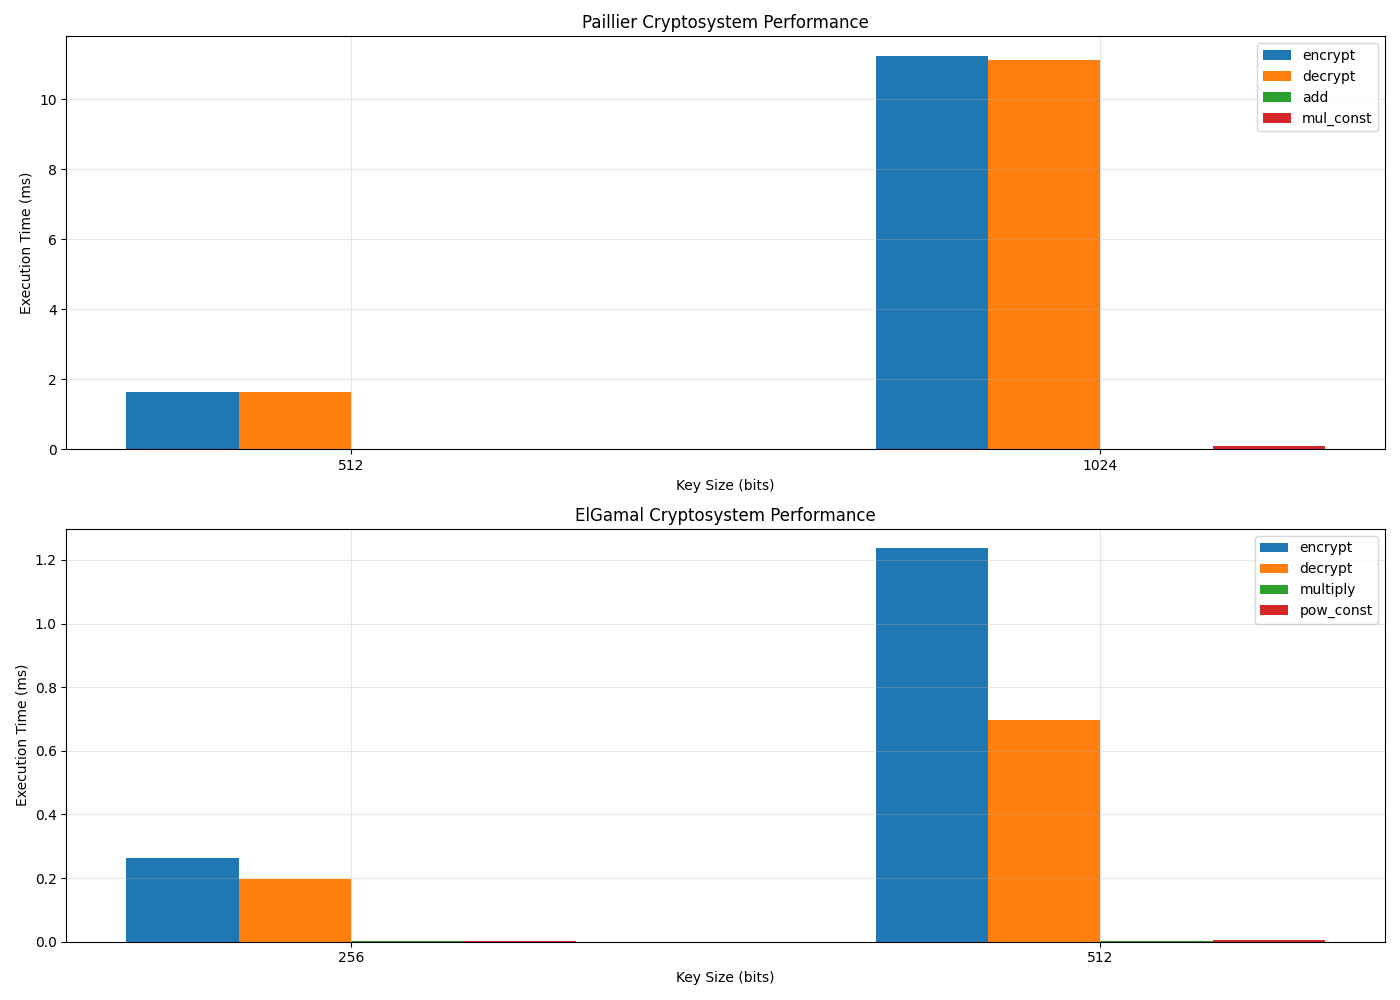 Paillier Cryptosystem Performance
Execution Time (ms)
10
8
6
4
2
0
encrypt
decrypt
add
mul_const
512
1024
Key Size (bits)
ElGamal Cryptosystem Performance
Execution Time (ms)
1.2
1.0
0.8
0.6
0.4
0.2
0.0
encrypt
decrypt
multiply
pow_const
256
512
Key Size (bits)